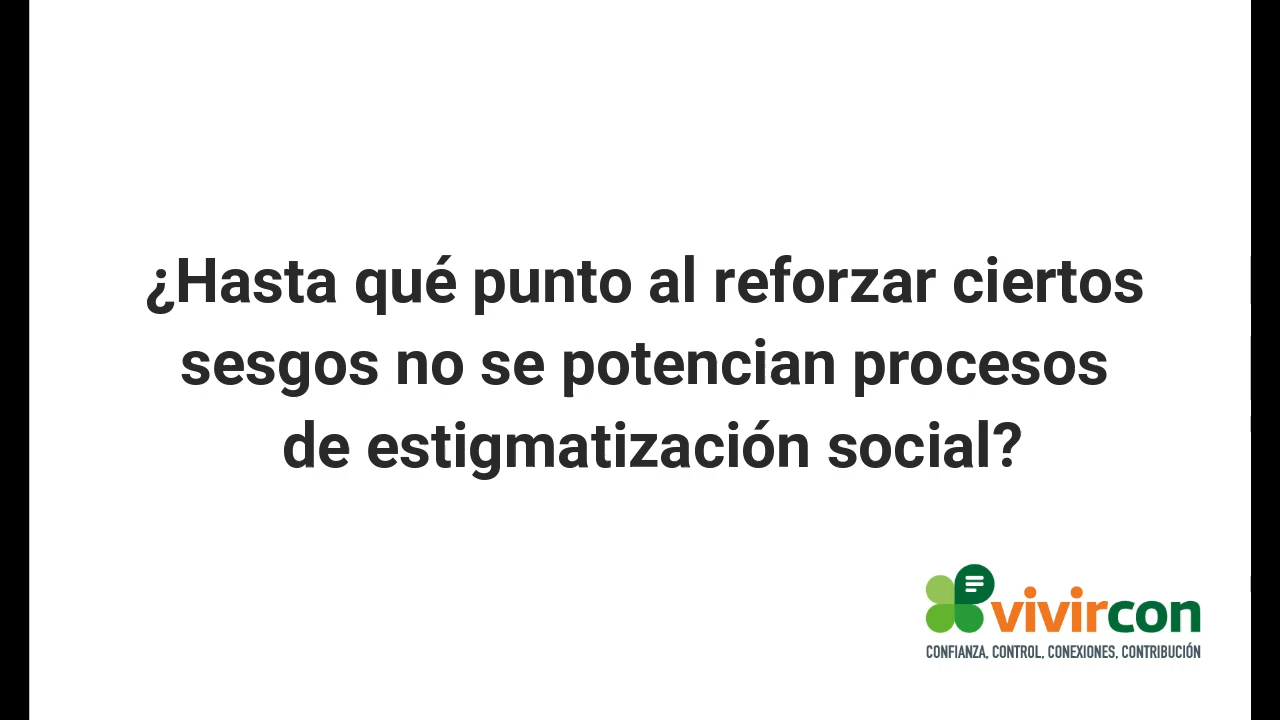 ¿Hasta qué punto al reforzar ciertos
sesgos no se potencian procesos
de estigmatización social?
vivircon
CONFIANZA, CONTROL, CONEXIONES, CONTRIBUCIÓN